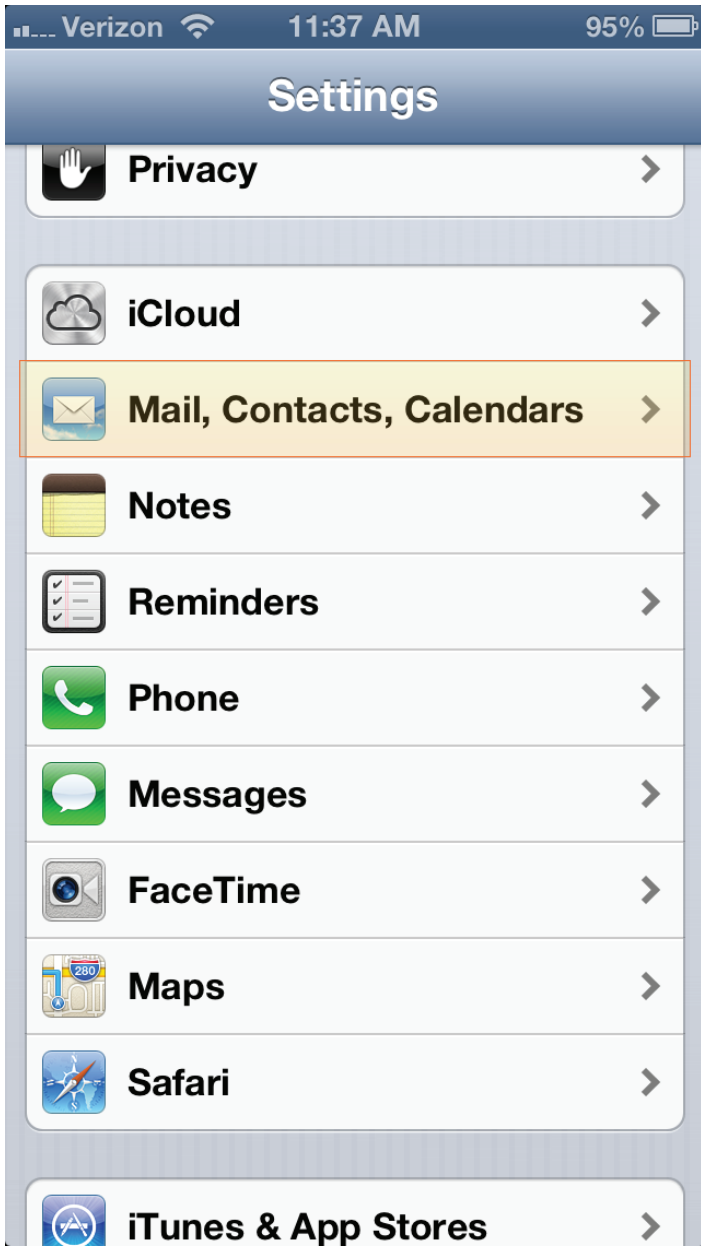 Verizon 11:37 AM 95%
Settings
Privacy
iCloud
Mail, Contacts, Calendars
Notes
Reminders
Phone
Messages
FaceTime
280
Maps
Safari
iTunes & App Stores